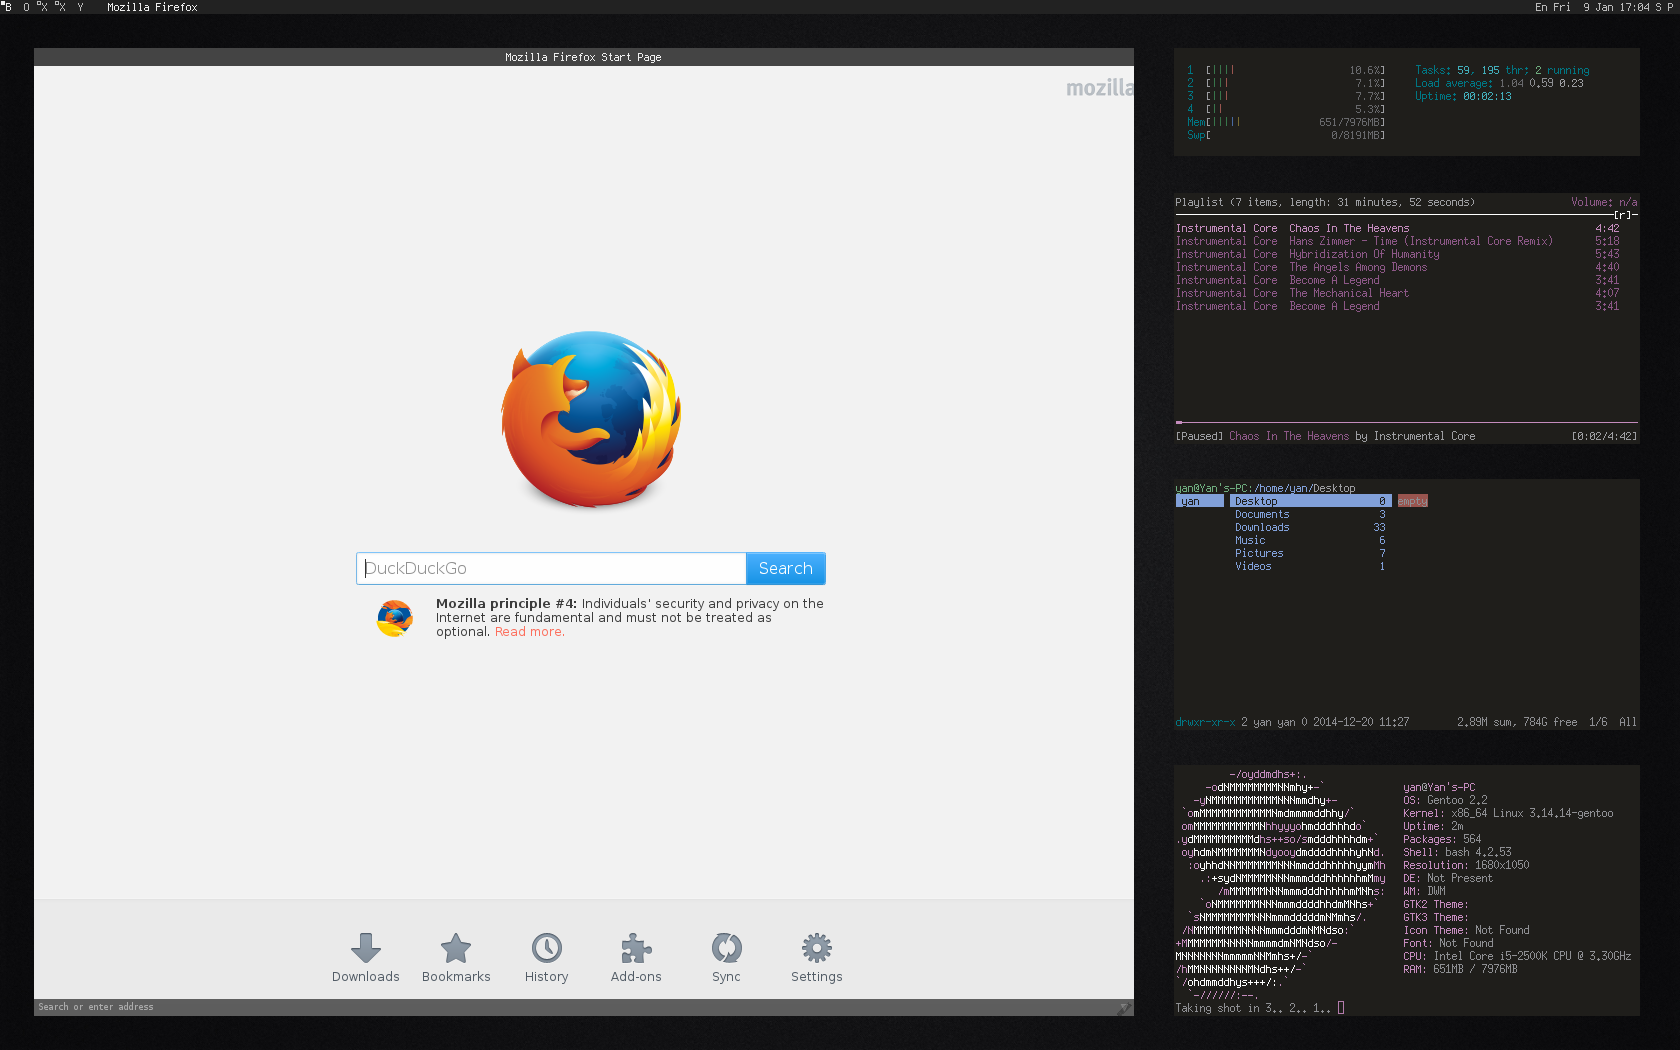 B O X X Y Mozilla Firefox En Fri 9 Jan 17:04 S P
Mozilla Firefox Start Page
mozilla
DuckDuckGo Search
Mozilla principle #4: Individuals' security and privacy on the
Internet are fundamental and must not be treated as
optional. Read more.
Downloads Bookmarks History Add-ons Sync Settings
Search or enter address
1 [|||| 10.6%] Tasks: 59, 195 thr; 2 running
2 [||| 7.1%] Load average: 1.04 0.59 0.23
3 [||| 7.7%] Uptime: 00:02:13
4 [|| 5.3%]
Mem[||||| 651/7976MB]
Swp[ 0/8191MB]
Playlist (7 items, length: 31 minutes, 52 seconds) Volume: n/a
[r]
Instrumental Core Chaos In The Heavens 4:42
Instrumental Core Hans Zimmer - Time (Instrumental Core Remix) 5:18
Instrumental Core Hybridization Of Humanity 5:43
Instrumental Core The Angels Among Demons 4:40
Instrumental Core Become A Legend 3:41
Instrumental Core The Mechanical Heart 4:07
Instrumental Core Become A Legend 3:41
[Paused] Chaos In The Heavens by Instrumental Core [0:02/4:42]
yan@Yan's-PC:/home/yan/Desktop
yan Desktop 0 empty
Documents 3
Downloads 33
Music 6
Pictures 7
Videos 1
drwxr-xr-x 2 yan yan 0 2014-12-20 11:27 2.89M sum, 784G free 1/6 All
yan@Yan's-PC
OS: Gentoo 2.2
Kernel: x86_64 Linux 3.14.14-gentoo
Uptime: 2m
Packages: 564
Shell: bash 4.2.53
Resolution: 1680x1050
DE: Not Present
WM: DWM
GTK2 Theme:
GTK3 Theme:
Icon Theme: Not Found
Font: Not Found
CPU: Intel Core i5-2500K CPU @ 3.30GHz
RAM: 651MB / 7976MB
Taking shot in 3.. 2.. 1..